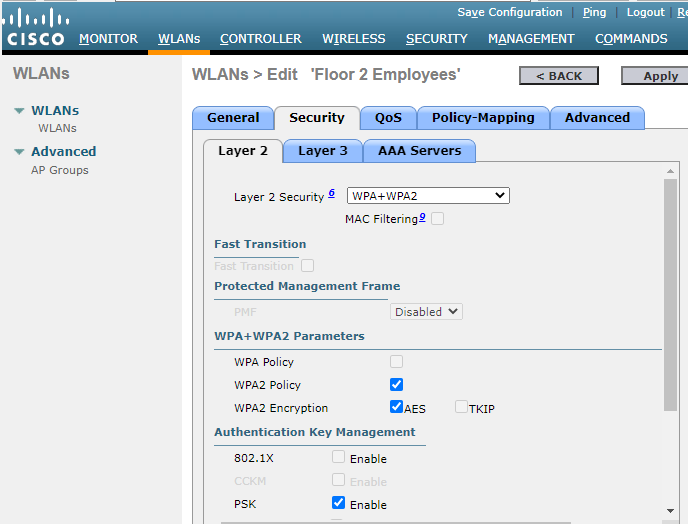 Save Configuration | Ping | Logout | Re
CISCO MONITOR WLANs CONTROLLER WIRELESS SECURITY MANAGEMENT COMMANDS
WLANs
WLANs > Edit 'Floor 2 Employees'
< BACK
Apply
WLANs
WLANs
Advanced
AP Groups
General Security QoS Policy-Mapping Advanced
Layer 2 Layer 3 AAA Servers
Layer 2 Security 6 WPA+WPA2
MAC Filtering 9
Fast Transition
Fast Transition
Protected Management Frame
PMF Disabled
WPA+WPA2 Parameters
WPA Policy
WPA2 Policy
WPA2 Encryption AES TKIP
Authentication Key Management
802.1X Enable
CCKM Enable
PSK Enable